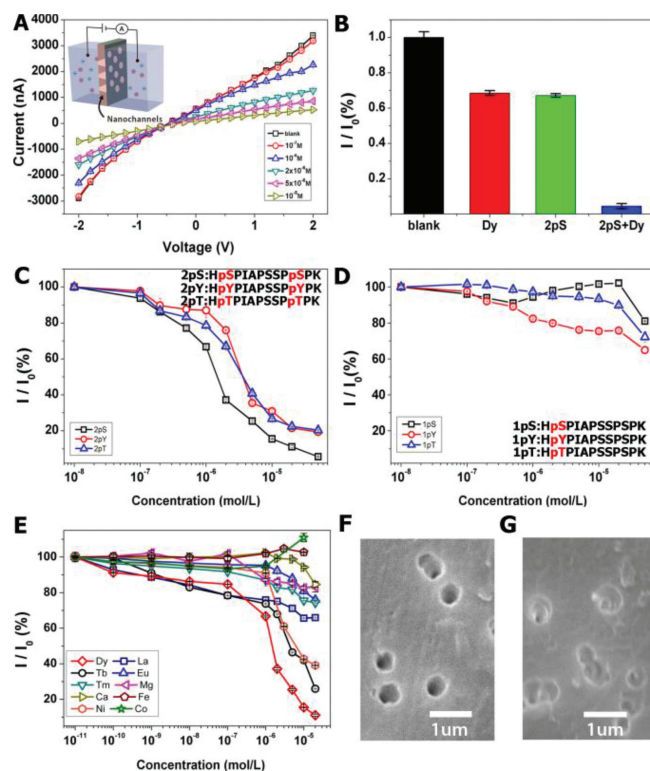 A
4000
3000
2000
1000
0
-1000
-2000
-3000
Current (nA)
-2 -1 0 1 2
Voltage (V)
A
Nanochannels
blank
10⁻⁶M
2x10⁻⁶M
5x10⁻⁶M
B
1.0
0.8
0.6
0.4
0.2
I / I₀(%)
blank Dy 2pS 2pS+Dy
C
100
80
60
40
20
I / I₀(%)
2pS:HpSPIAPSSPpSPK
2pY:HpYPIAPSSPpYPK
2pT:HpTPIAPSSPpTPK
2pS
2pY
2pT
10⁻⁸ 10⁻⁷ 10⁻⁶ 10⁻⁵
Concentration (mol/L)
D
100
80
60
40
20
I / I₀(%)
1pS
1pY
1pT
1pS:HpSPIAPSSPSPK
1pY:HpYPIAPSSPSPK
1pT:HpTPIAPSSPSPK
10⁻⁸ 10⁻⁷ 10⁻⁶ 10⁻⁵
Concentration (mol/L)
E
120
100
80
60
40
20
I / I₀(%)
Dy La
Tb Eu
Tm Mg
Ca Fe
Ni Co
10⁻¹¹ 10⁻¹⁰ 10⁻⁹ 10⁻⁸ 10⁻⁷ 10⁻⁶ 10⁻⁵
Concentration (mol/L)
F
1um
G
1um